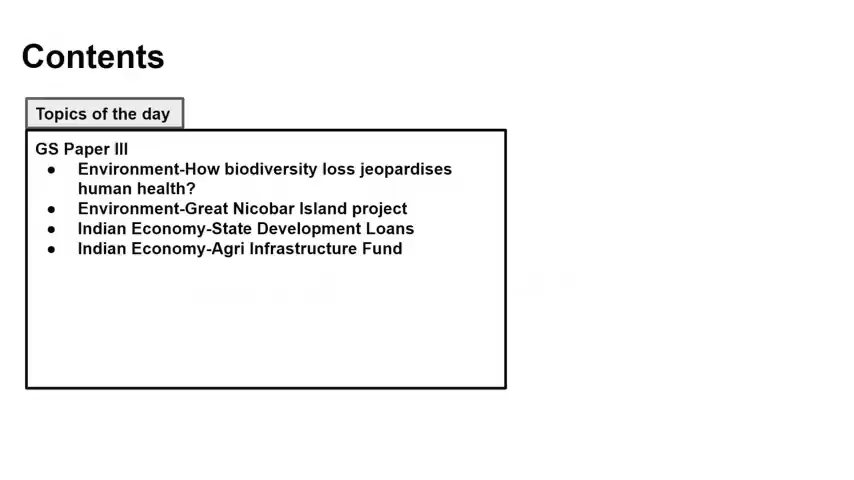 Contents
Topics of the day
GS Paper III
● Environment-How biodiversity loss jeopardises
human health?
● Environment-Great Nicobar Island project
● Indian Economy-State Development Loans
● Indian Economy-Agri Infrastructure Fund